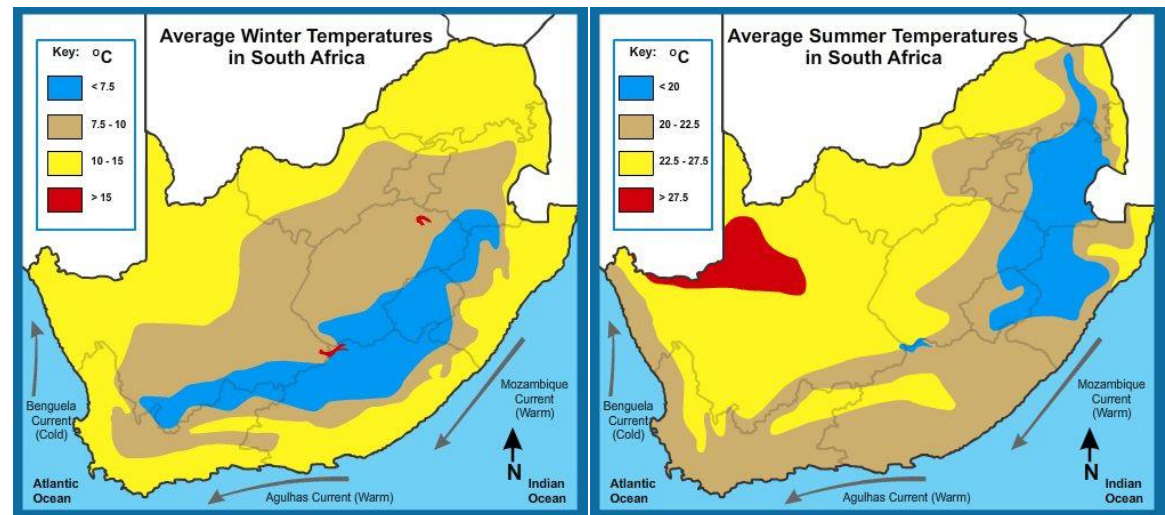 Average Winter Temperatures
in South Africa
Key: °C
< 7.5
7.5 - 10
10 - 15
> 15
Benguela
Current
(Cold)
Mozambique
Current
(Warm)
N
Atlantic
Ocean
Agulhas Current (Warm)
Indian
Ocean
Average Summer Temperatures
in South Africa
Key: °C
< 20
20 - 22.5
22.5 - 27.5
> 27.5
Benguela
Current
(Cold)
Mozambique
Current
(Warm)
N
Atlantic
Ocean
Agulhas Current (Warm)
Indian
Ocean